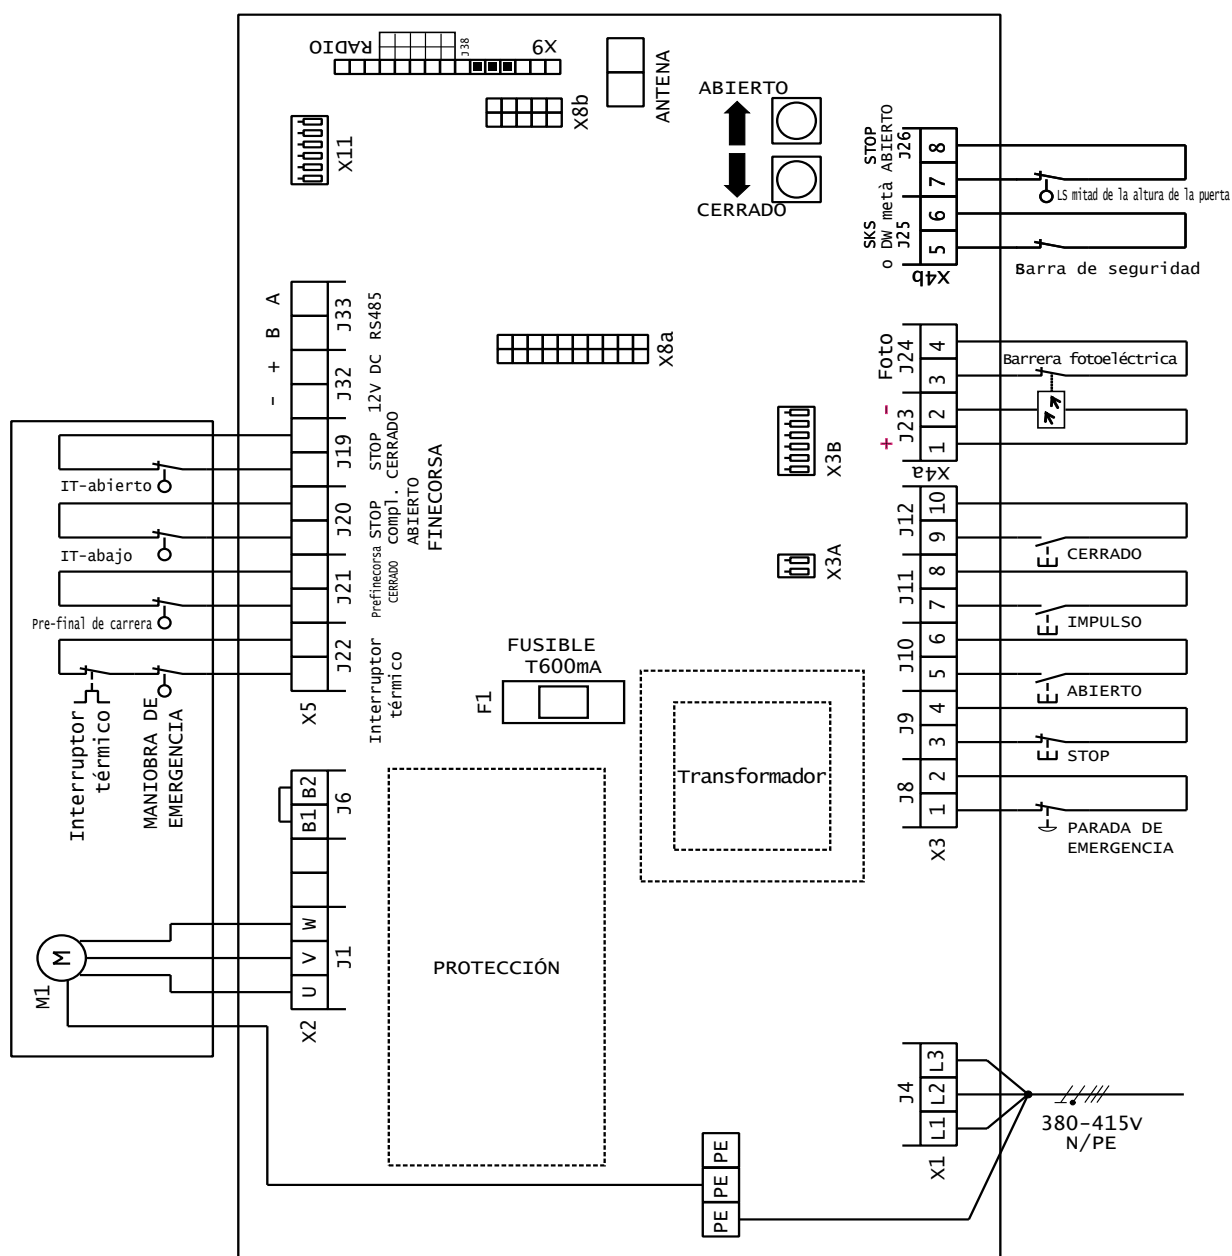 RADIO
J38
X9
X8b
ANTENA
ABIERTO
CERRADO
X11
STOP
SKS
o DW metà ABIERTO
J26
J25
8
7
6
5
X4b
LS mitad de la altura de la puerta
Barra de seguridad
- + B A
J33
J32
J19
J20
J21
J22
X5
RS485
12V DC
STOP
CERRADO
STOP
compl.
ABIERTO
FINECORSA
Prefinecorsa
CERRADO
Interruptor
térmico
X8a
Foto
J24
J23
+ -
4
3
2
1
X4a
Barrera fotoeléctrica
X3B
X3A
IT-abierto
IT-abajo
Pre-final de carrera
Interruptor
térmico
MANIOBRA DE
EMERGENCIA
J12
J11
J10
J9
J8
10
9
8
7
6
5
4
3
2
1
X3
CERRADO
IMPULSO
ABIERTO
STOP
PARADA DE
EMERGENCIA
FUSIBLE
T600mA
F1
Transformador
B2
B1
J6
W
V
U
J1
X2
M
M1
PROTECCIÓN
J4
L3
L2
L1
X1
380-415V
N/PE
PE
PE
PE